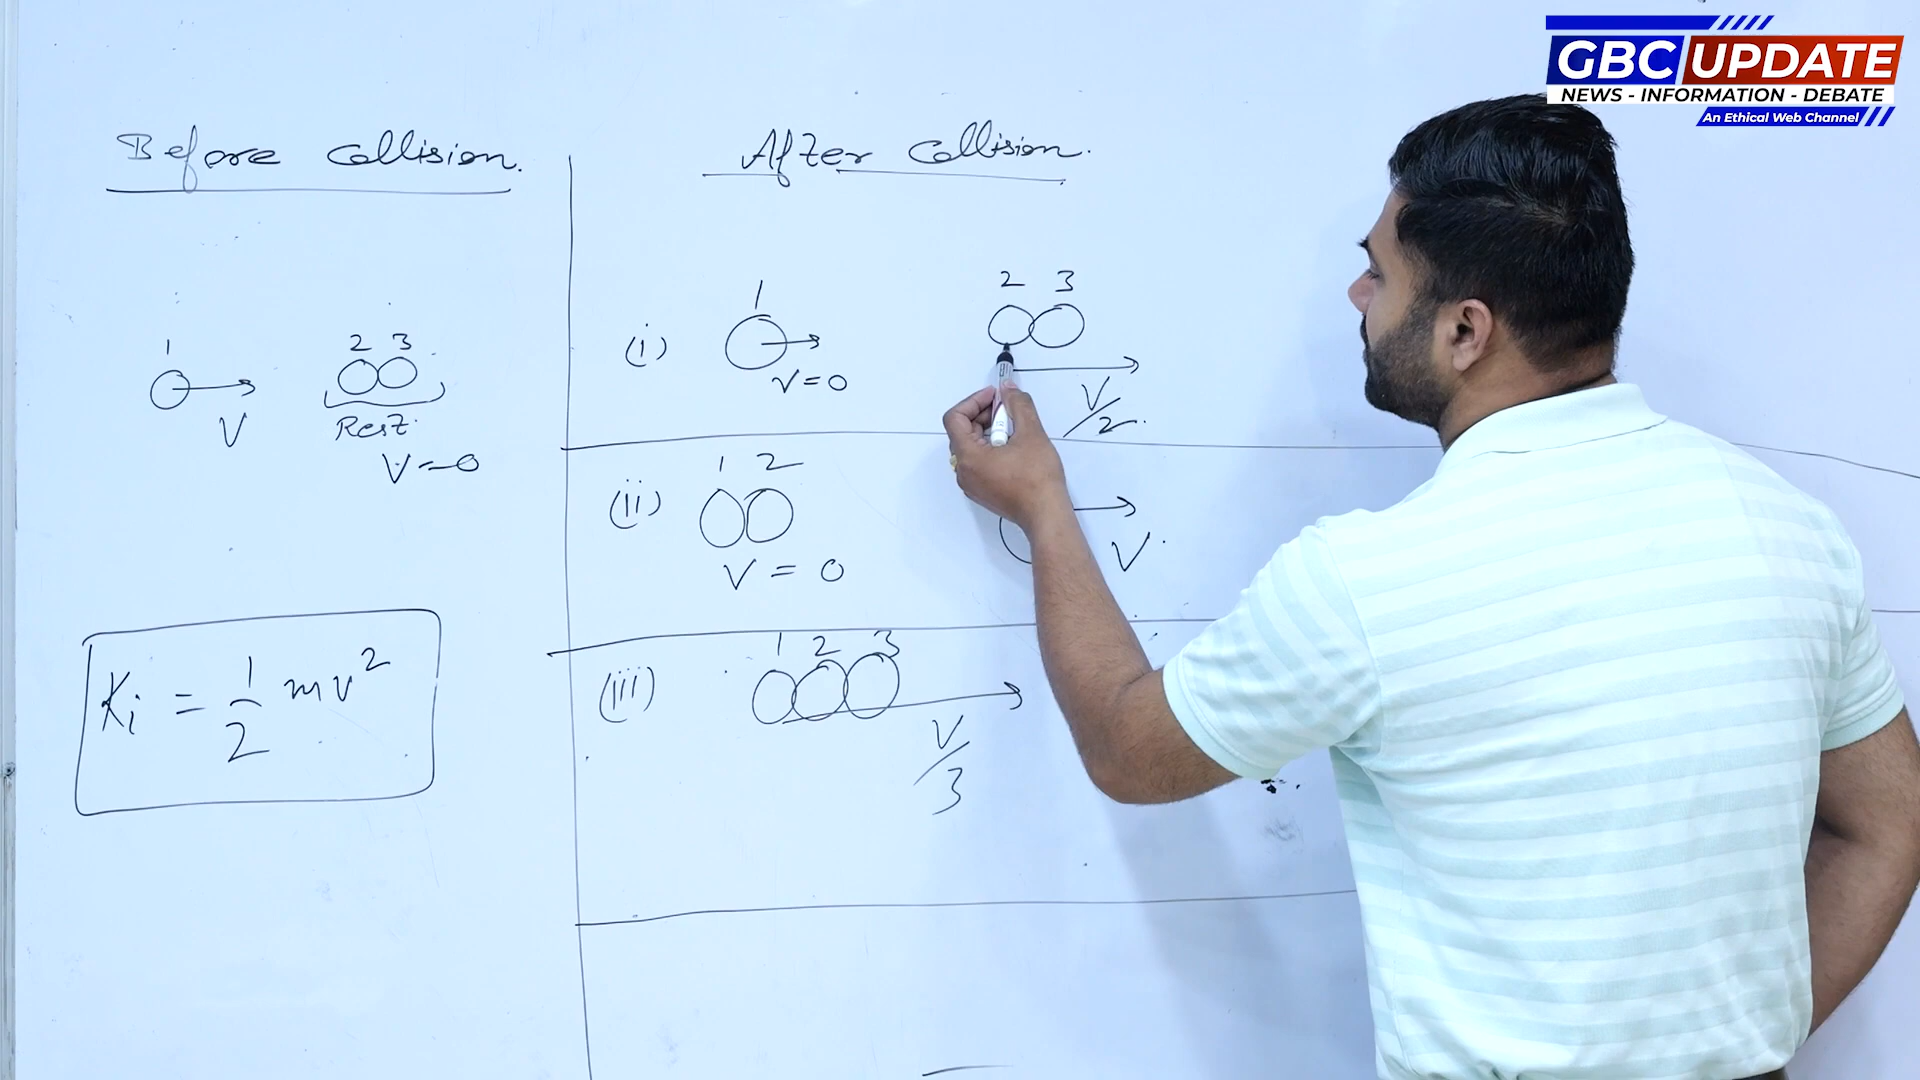 GBC UPDATE
NEWS - INFORMATION - DEBATE
An Ethical Web Channel
Before Collision.
After Collision.
1
2 3
V
Rest.
V=0
(i)
1
V=0
2 3
V/2.
(ii)
1 2
V = 0
V.
(iii)
1 2 3
V/3
Ki = 1/2 mv²